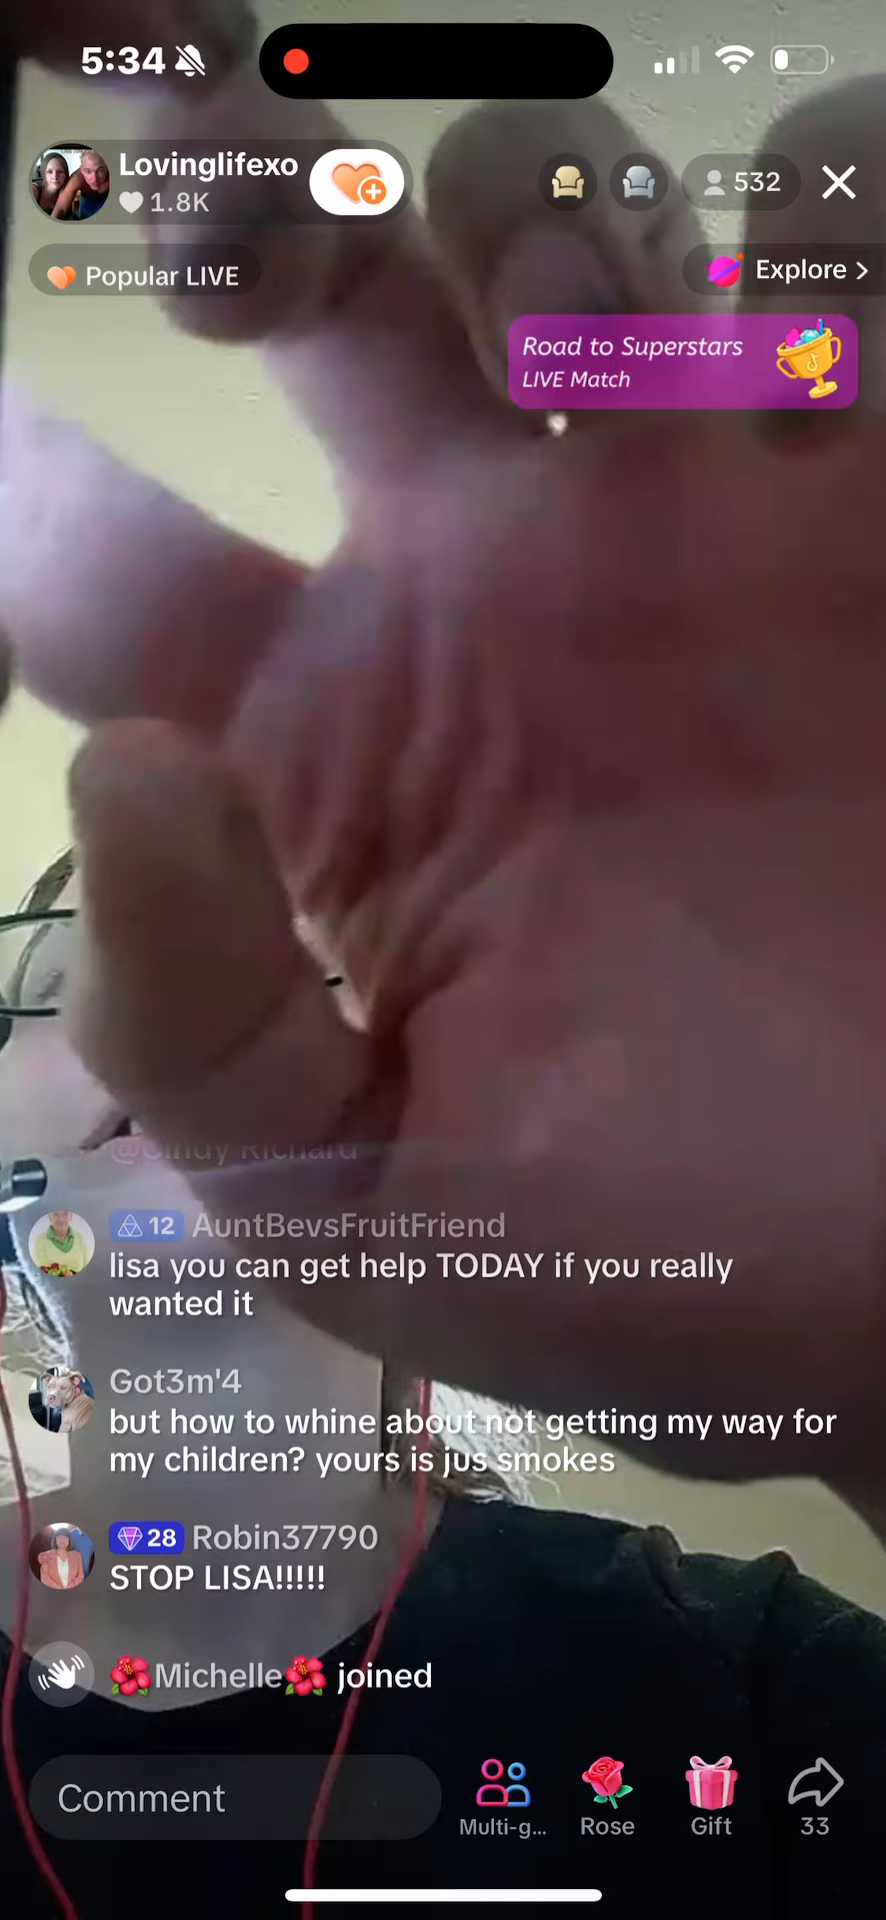 5:34
Lovinglifexo
1.8K
532
Popular LIVE
Explore >
Road to Superstars
LIVE Match
@Cindy Richard
12 AuntBevsFruitFriend
lisa you can get help TODAY if you really
wanted it
Got3m'4
but how to whine about not getting my way for
my children? yours is jus smokes
28 Robin37790
STOP LISA!!!!!
🌺Michelle🌺 joined
Comment
Multi-g...
Rose
Gift
33